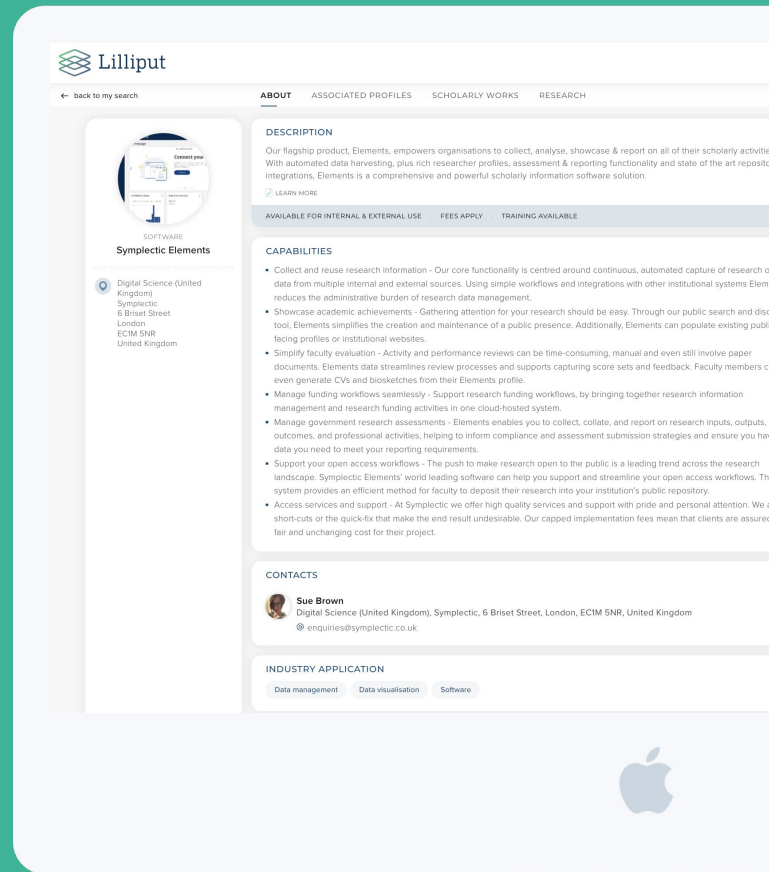 Lilliput
← back to my search
ABOUT ASSOCIATED PROFILES SCHOLARLY WORKS RESEARCH
Connect your
SOFTWARE
Symplectic Elements
Digital Science (United
Kingdom)
Symplectic
6 Briset Street
London
EC1M 5NR
United Kingdom
DESCRIPTION
Our flagship product, Elements, empowers organisations to collect, analyse, showcase & report on all of their scholarly activitie
With automated data harvesting, plus rich researcher profiles, assessment & reporting functionality and state of the art reposito
integrations, Elements is a comprehensive and powerful scholarly information software solution.
LEARN MORE
AVAILABLE FOR INTERNAL & EXTERNAL USE FEES APPLY TRAINING AVAILABLE
CAPABILITIES
• Collect and reuse research information - Our core functionality is centred around continuous, automated capture of research o
data from multiple internal and external sources. Using simple workflows and integrations with other institutional systems Elem
reduces the administrative burden of research data management.
• Showcase academic achievements - Gathering attention for your research should be easy. Through our public search and disc
tool, Elements simplifies the creation and maintenance of a public presence. Additionally, Elements can populate existing publi
facing profiles or institutional websites.
• Simplify faculty evaluation - Activity and performance reviews can be time-consuming, manual and even still involve paper
documents. Elements data streamlines review processes and supports capturing score sets and feedback. Faculty members c
even generate CVs and biosketches from their Elements profile.
• Manage funding workflows seamlessly - Support research funding workflows, by bringing together research information
management and research funding activities in one cloud-hosted system.
• Manage government research assessments - Elements enables you to collect, collate, and report on research inputs, outputs,
outcomes, and professional activities, helping to inform compliance and assessment submission strategies and ensure you hav
data you need to meet your reporting requirements.
• Support your open access workflows - The push to make research open to the public is a leading trend across the research
landscape. Symplectic Elements' world leading software can help you support and streamline your open access workflows. Th
system provides an efficient method for faculty to deposit their research into your institution's public repository.
• Access services and support - At Symplectic we offer high quality services and support with pride and personal attention. We a
short-cuts or the quick-fix that make the end result undesirable. Our capped implementation fees mean that clients are assured
fair and unchanging cost for their project.
CONTACTS
Sue Brown
Digital Science (United Kingdom), Symplectic, 6 Briset Street, London, EC1M 5NR, United Kingdom
@ enquiries@symplectic.co.uk
INDUSTRY APPLICATION
Data management Data visualisation Software